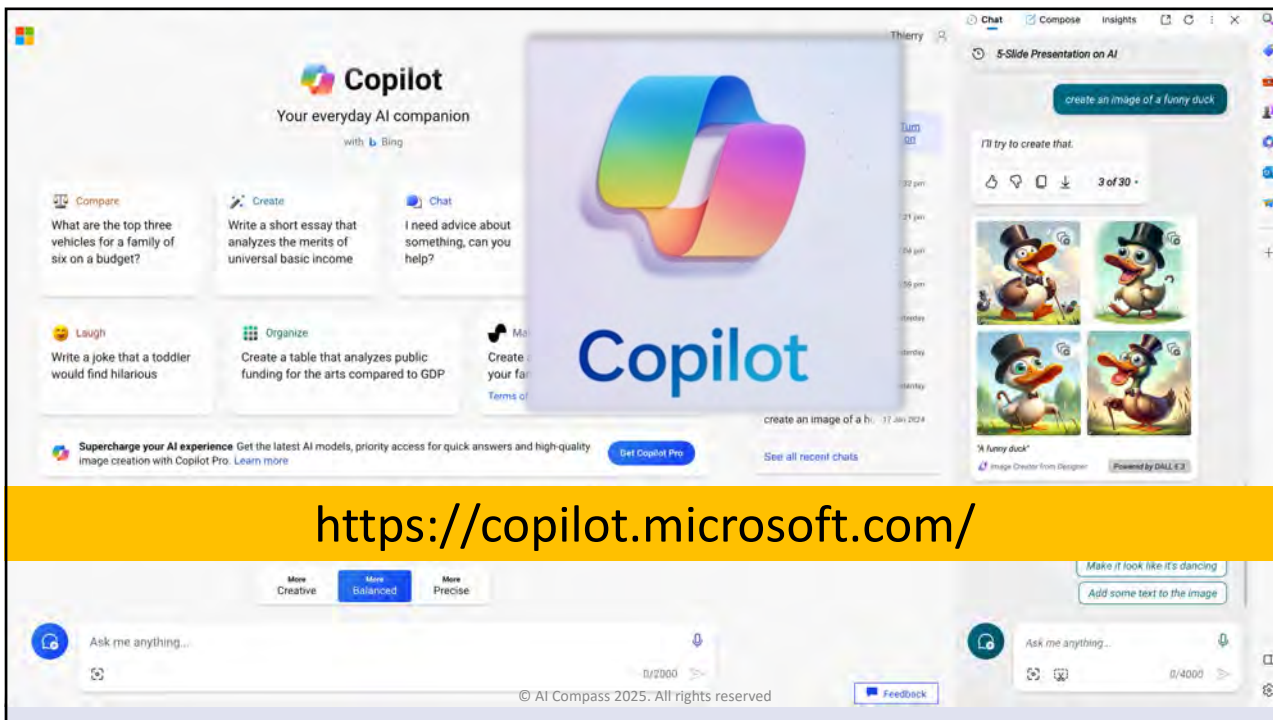 Copilot
Your everyday AI companion
with b Bing
Thierry
Compare
What are the top three
vehicles for a family of
six on a budget?
Create
Write a short essay that
analyzes the merits of
universal basic income
Chat
I need advice about
something, can you
help?
Laugh
Write a joke that a toddler
would find hilarious
Organize
Create a table that analyzes public
funding for the arts compared to GDP
Create
your
Terms of
Supercharge your AI experience Get the latest AI models, priority access for quick answers and high-quality
image creation with Copilot Pro. Learn more
Get Copilot Pro
Copilot
Turn
on
create an image of a 17 Jan 2024
See all recent chats
Chat Compose Insights
5-Slide Presentation on AI
create an image of a funny duck
I'll try to create that.
3 of 30
"A funny duck"
Image Creator from Designer
Powered by DALL·E 3
https://copilot.microsoft.com/
More
Creative
More
Balanced
More
Precise
Ask me anything...
0/2000
Feedback
Make it look like it's dancing
Add some text to the image
Ask me anything...
0/4000
© AI Compass 2025. All rights reserved